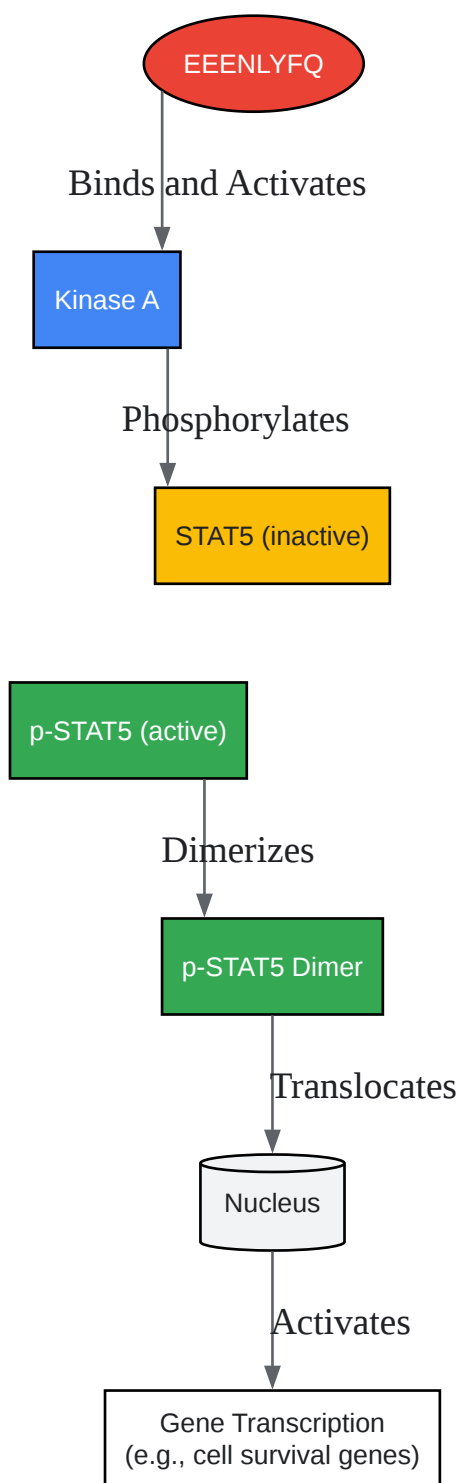 EEENLYFQ
Binds and Activates
Kinase A
Phosphorylates
STAT5 (inactive)
p-STAT5 (active)
Dimerizes
p-STAT5 Dimer
Translocates
Nucleus
Activates
Gene Transcription
(e.g., cell survival genes)